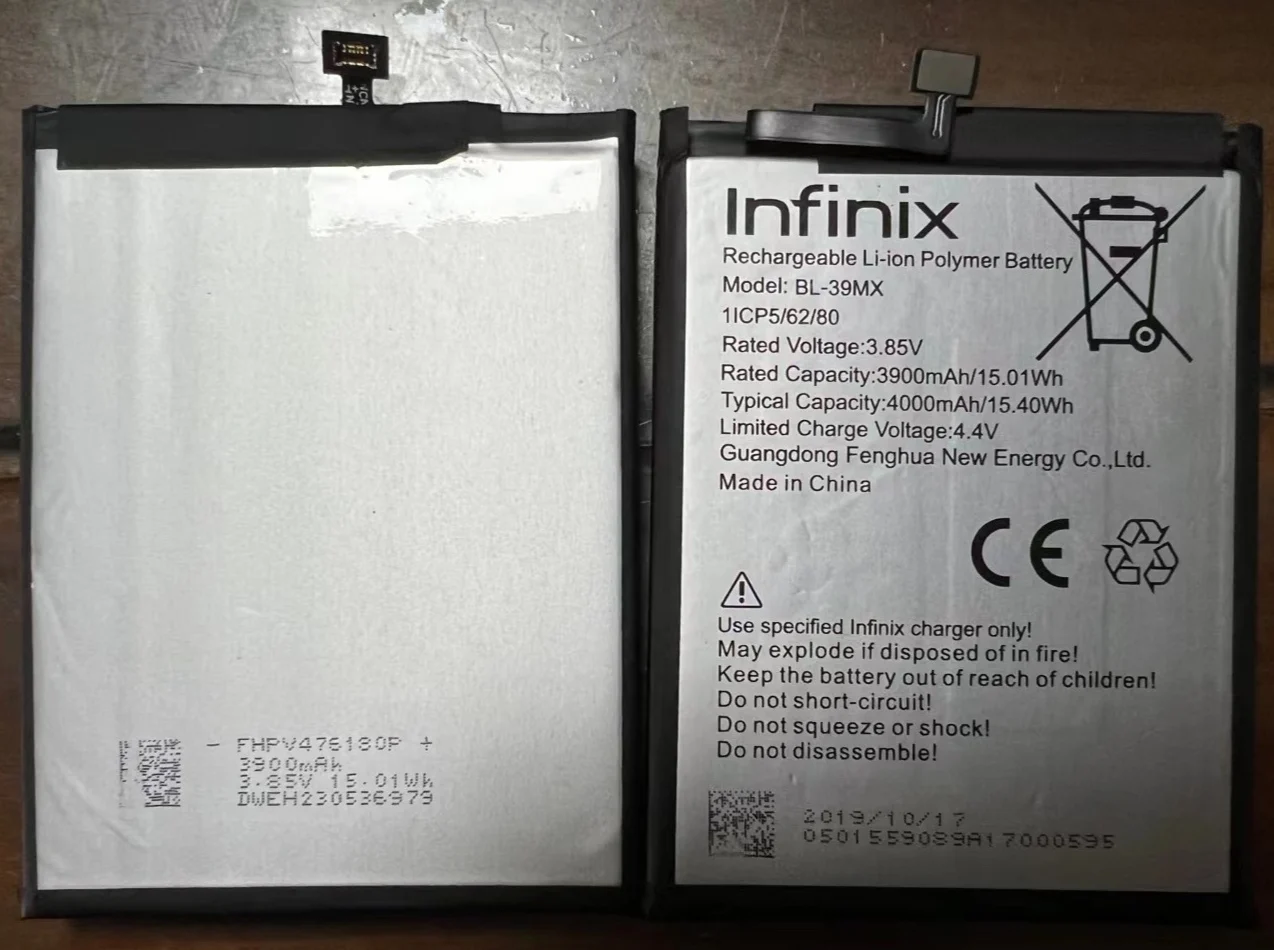 - FHPV476180P +
3900mAh
3.85V 15.01Wh
DWEH230536979
Infinix
Rechargeable Li-ion Polymer Battery
Model: BL-39MX
1ICP5/62/80
Rated Voltage:3.85V
Rated Capacity:3900mAh/15.01Wh
Typical Capacity:4000mAh/15.40Wh
Limited Charge Voltage:4.4V
Guangdong Fenghua New Energy Co.,Ltd.
Made in China
CE
Use specified Infinix charger only!
May explode if disposed of in fire!
Keep the battery out of reach of children!
Do not short-circuit!
Do not squeeze or shock!
Do not disassemble!
2019/10/17
0501559089A17000595